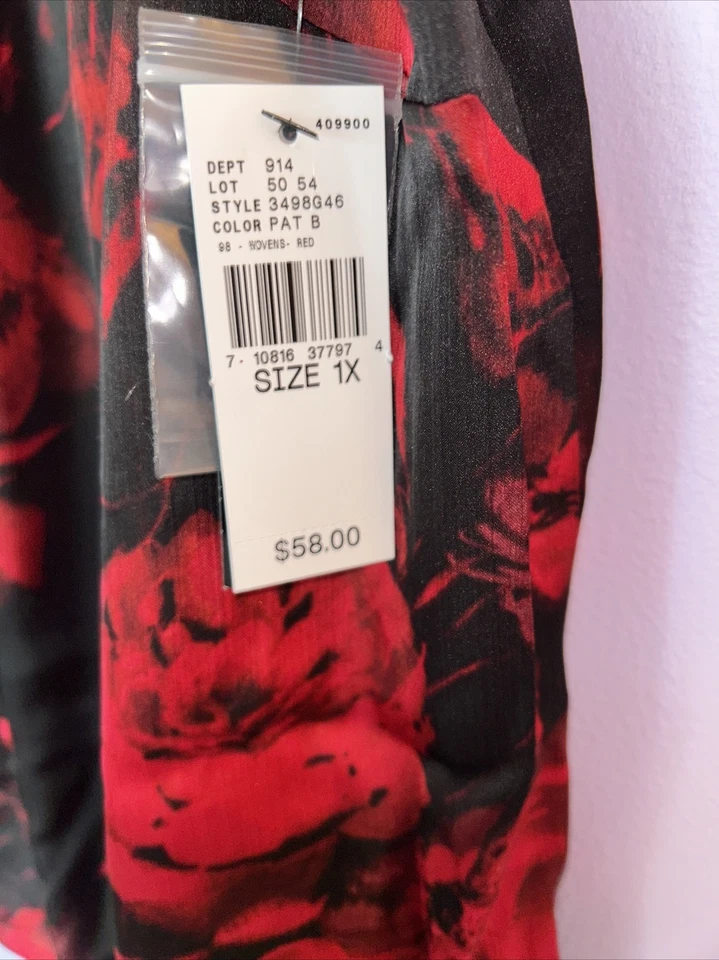 409900
DEPT 914
LOT 50 54
STYLE 3498G46
COLOR PAT B
98 - WOVENS- RED
7- 10816 37797 4
SIZE 1X
$58.00